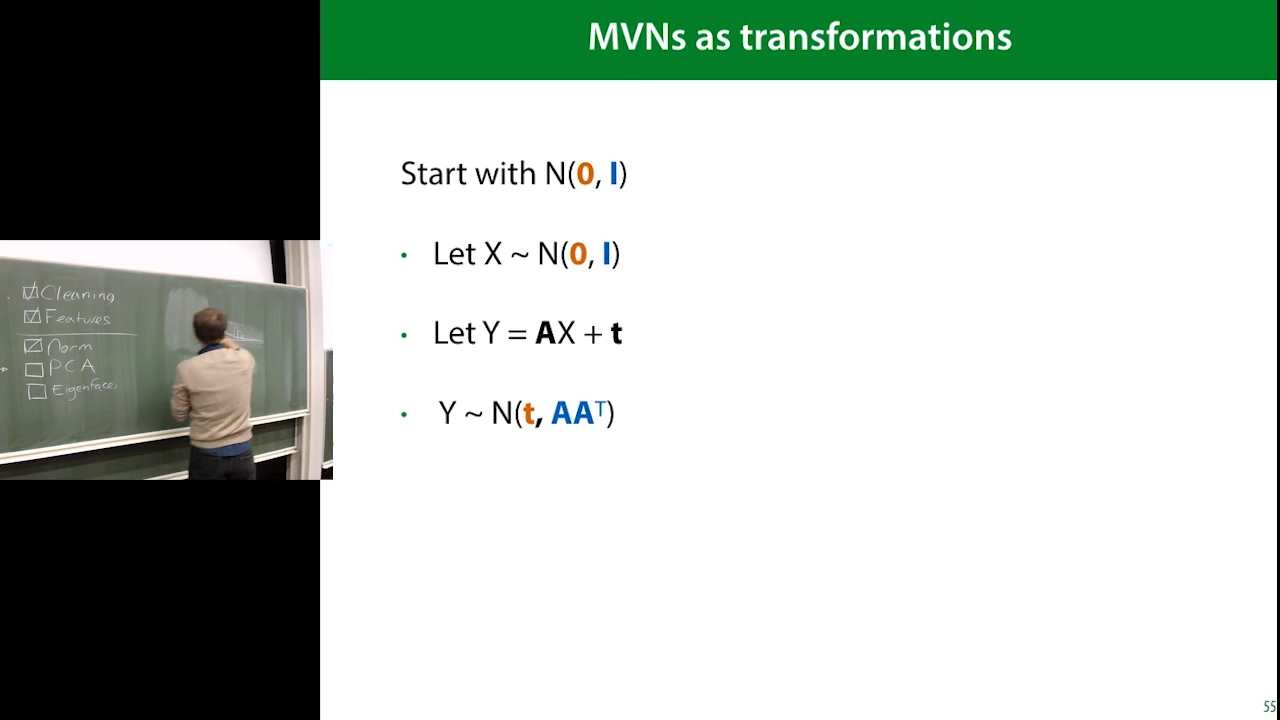 MVNs as transformations
Start with N(0, I)
• Let X ~ N(0, I)
• Let Y = AX + t
• Y ~ N(t, AAᵀ)
Cleaning
Features
Norm
PCA
Eigenfaces
55